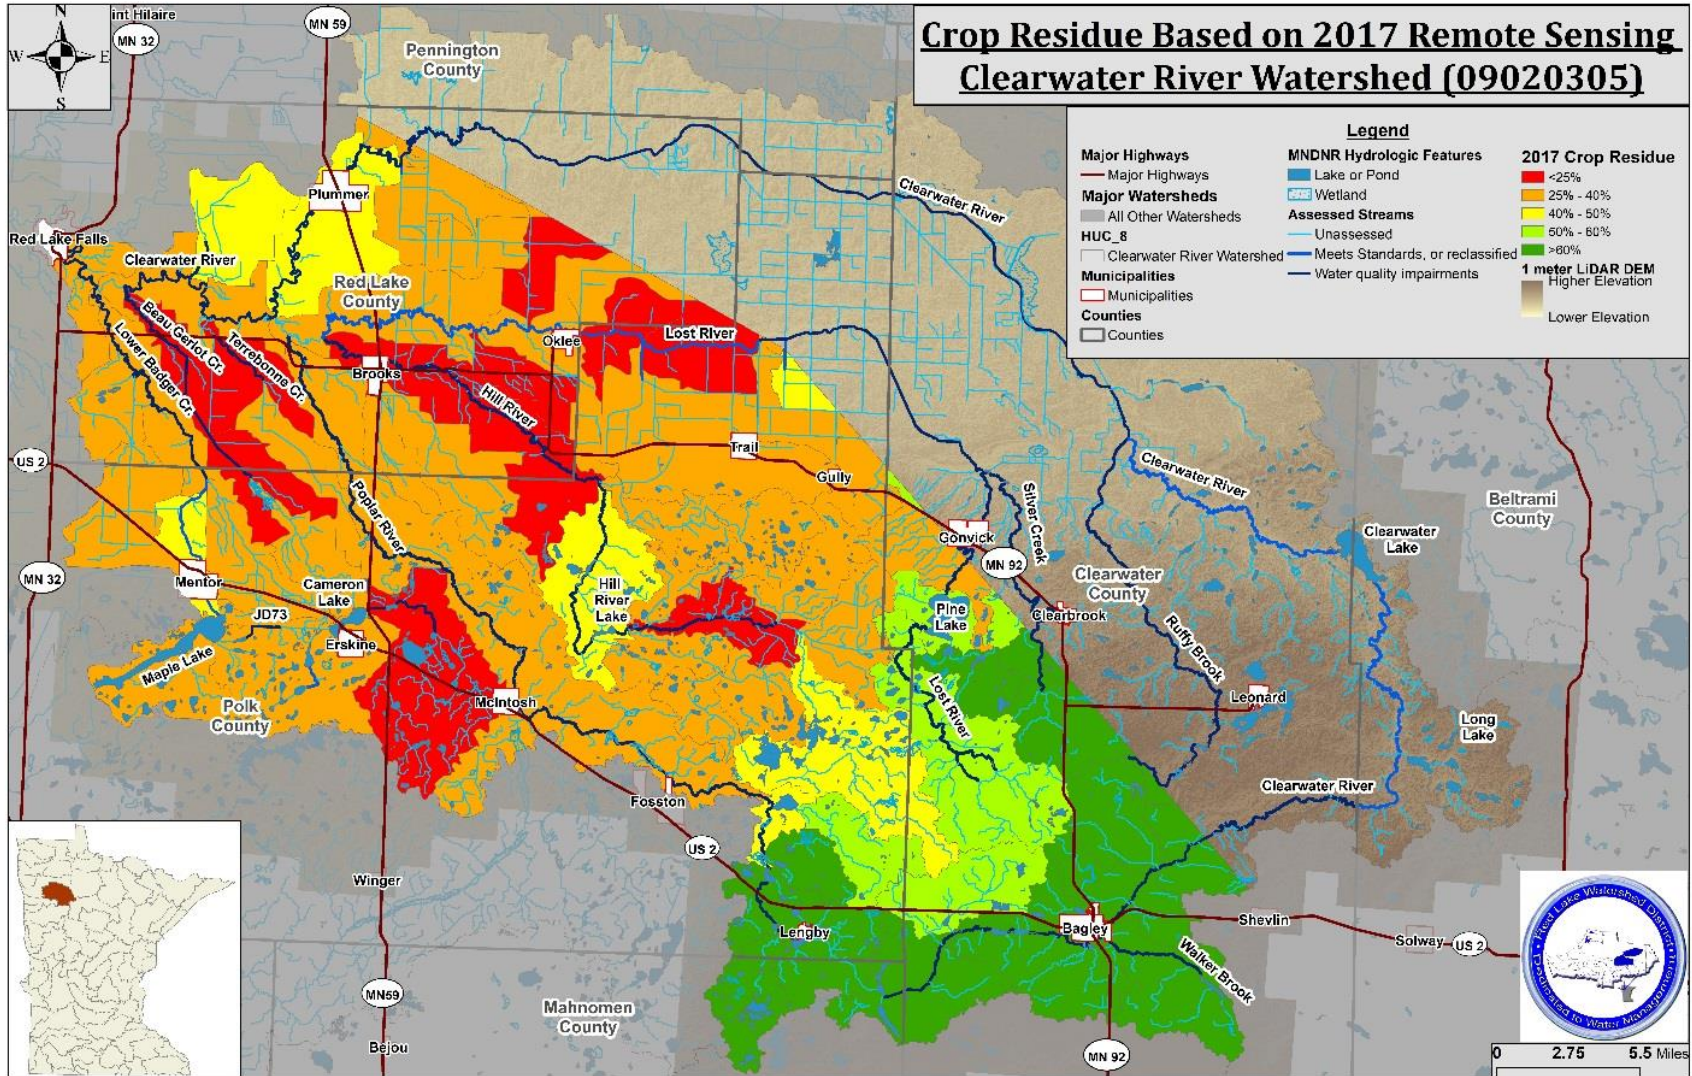 Crop Residue Based on 2017 Remote Sensing
Clearwater River Watershed (09020305)
N
W
E
S
int Hilaire
MN 32
MN 59
Pennington
County
Legend
Major Highways
Major Highways
Major Watersheds
All Other Watersheds
HUC_8
Clearwater River Watershed
Municipalities
Municipalities
Counties
Counties
MNDNR Hydrologic Features
Lake or Pond
Wetland
Assessed Streams
Unassessed
Meets Standards, or reclassified
Water quality impairments
2017 Crop Residue
<25%
25% - 40%
40% - 50%
50% - 60%
>60%
1 meter LiDAR DEM
Higher Elevation
Lower Elevation
Plummer
Clearwater River
Red Lake Falls
Clearwater River
Red Lake
County
Beau Gerlot Cr.
Terrebonne Cr.
Lower Badger Cr.
Oklee
Lost River
Brooks
Hill River
Trail
Gully
US 2
Poplar River
Clearwater River
Silver Creek
Beltrami
County
Clearwater
Lake
Gonvick
MN 92
MN 32
Mentor
Cameron
Lake
Hill
River
Lake
Clearwater
County
JD73
Pine
Lake
Clearbrook
Erskine
Ruffy Brook
Maple Lake
Leonard
McIntosh
Lost River
Polk
County
Long
Lake
Clearwater River
Fosston
US 2
Winger
Lengby
Bagley
Shevlin
Solway
US 2
Walker Brook
MN59
Mahnomen
County
Bejou
MN 92
Red Lake Watershed District
Dedicated to Water Management
0 2.75 5.5 Miles